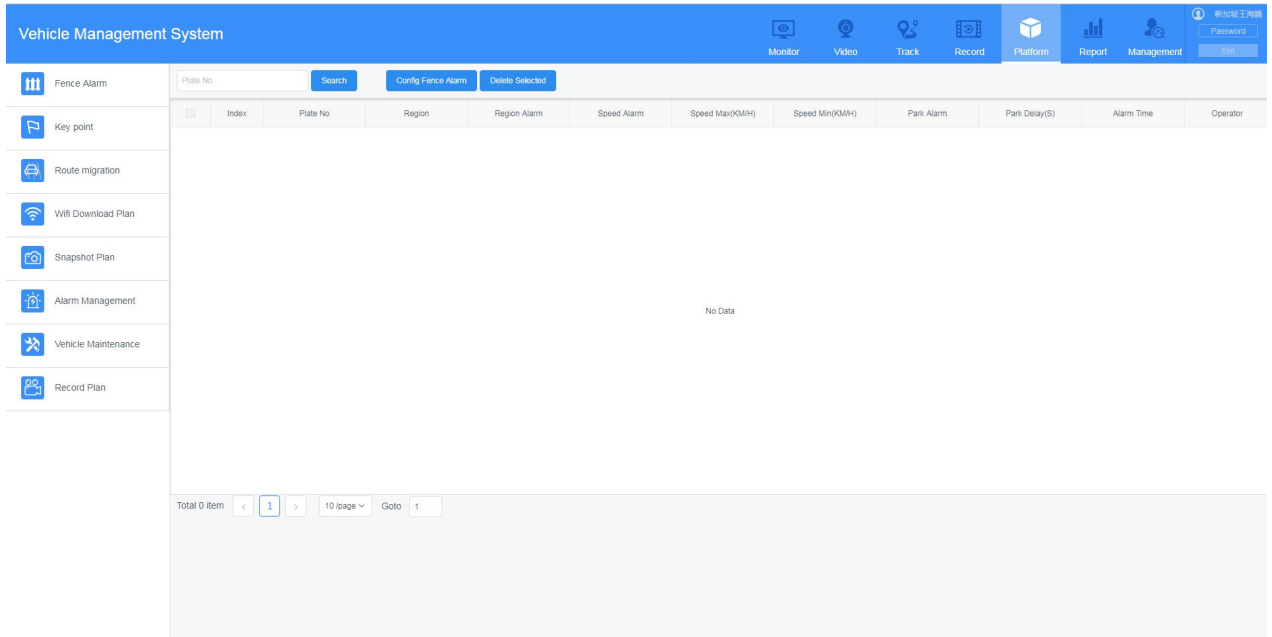 Vehicle Management System
Monitor
Video
Track
Record
Platform
Report
Management
新加坡王海鹏
Password
Exit
Fence Alarm
Key point
Route migration
Wifi Download Plan
Snapshot Plan
Alarm Management
Vehicle Maintenance
Record Plan
Plate No
Search
Config Fence Alarm
Delete Selected
Index
Plate No
Region
Region Alarm
Speed Alarm
Speed Max(KM/H)
Speed Min(KM/H)
Park Alarm
Park Delay(S)
Alarm Time
Operator
No Data
Total 0 item
<
1
>
10 /page
Goto
1